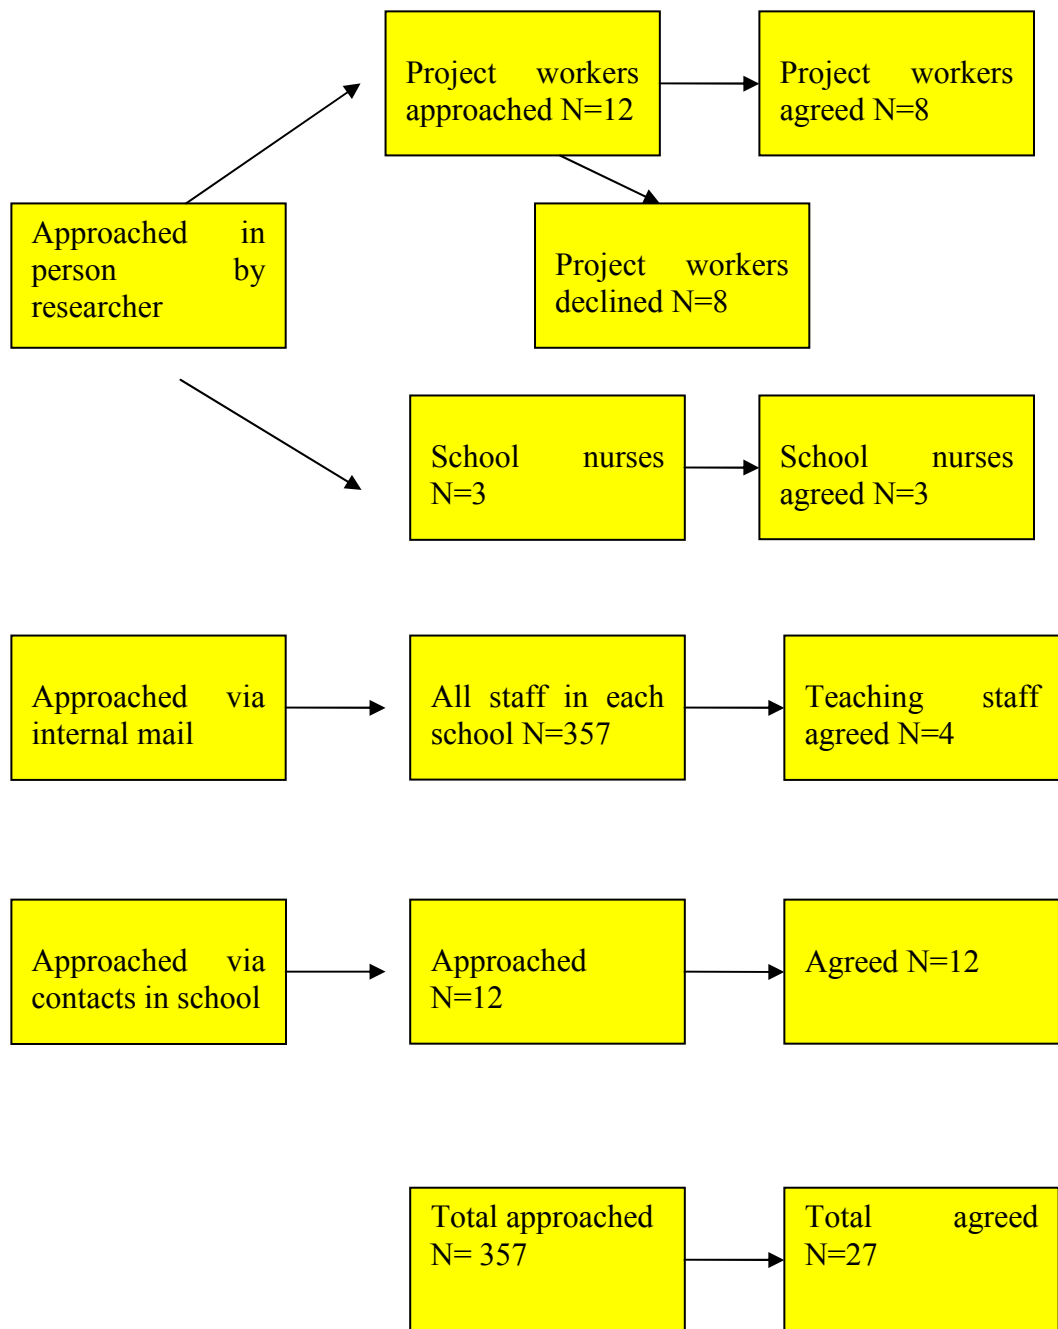 Project workers
approached N=12
Project workers
agreed N=8
Approached in
person by
researcher
Project workers
declined N=8
School nurses
N=3
School nurses
agreed N=3
Approached via
internal mail
All staff in each
school N=357
Teaching staff
agreed N=4
Approached via
contacts in school
Approached
N=12
Agreed N=12
Total approached
N= 357
Total agreed
N=27